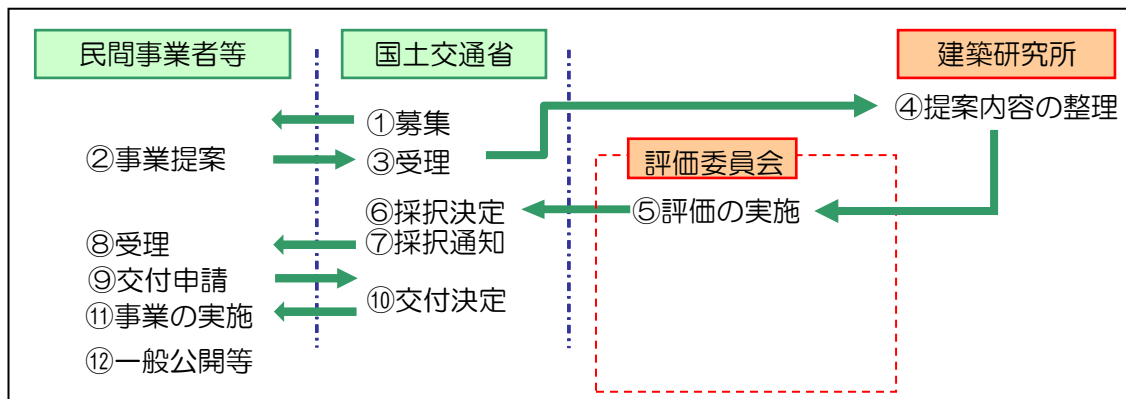 民間事業者等
国土交通省
建築研究所
①募集
④提案内容の整理
②事業提案
③受理
評価委員会
⑥採択決定
⑤評価の実施
⑧受理
⑦採択通知
⑨交付申請
⑩交付決定
⑪事業の実施
⑫一般公開等